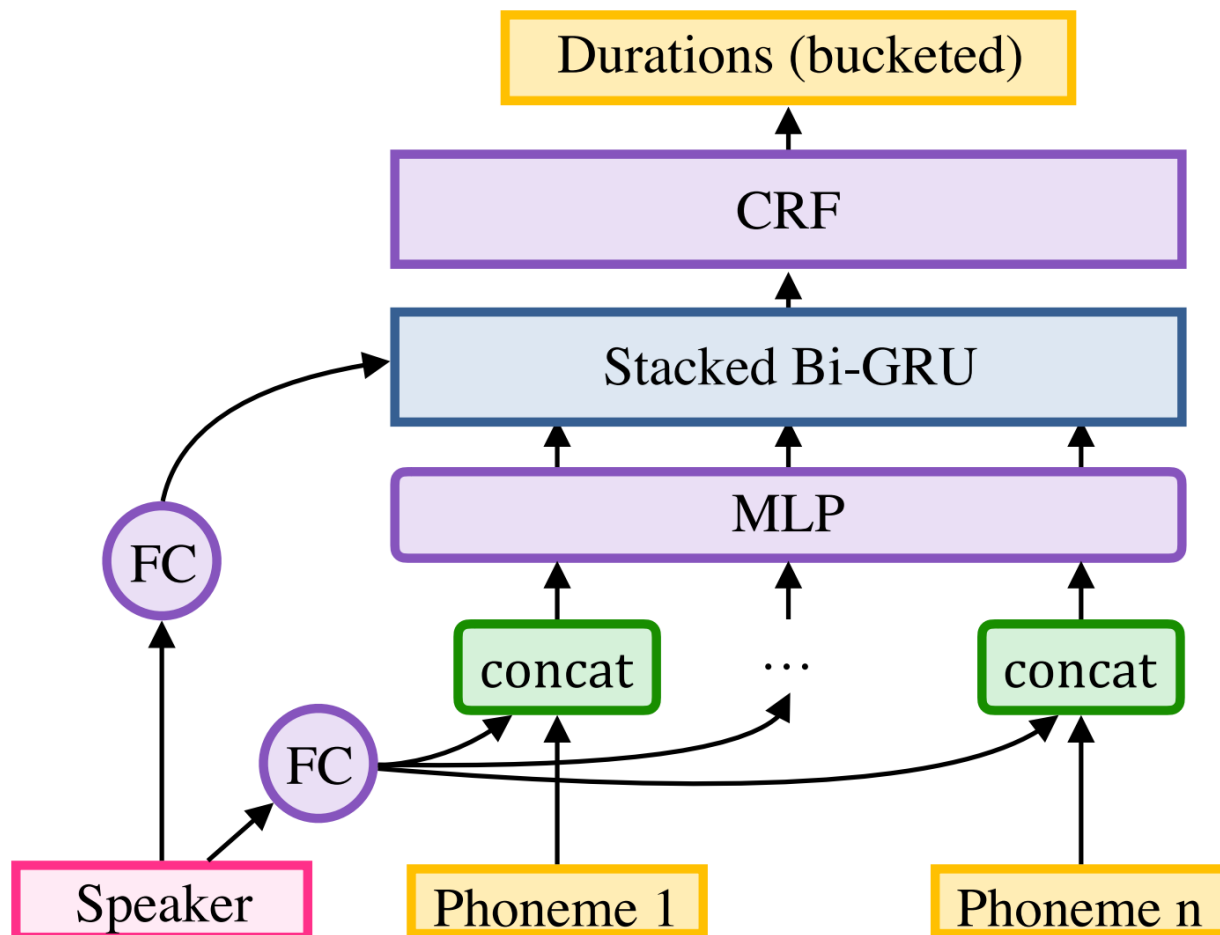 Durations (bucketed)
CRF
Stacked Bi-GRU
MLP
FC
concat
...
concat
FC
Speaker
Phoneme 1
Phoneme n